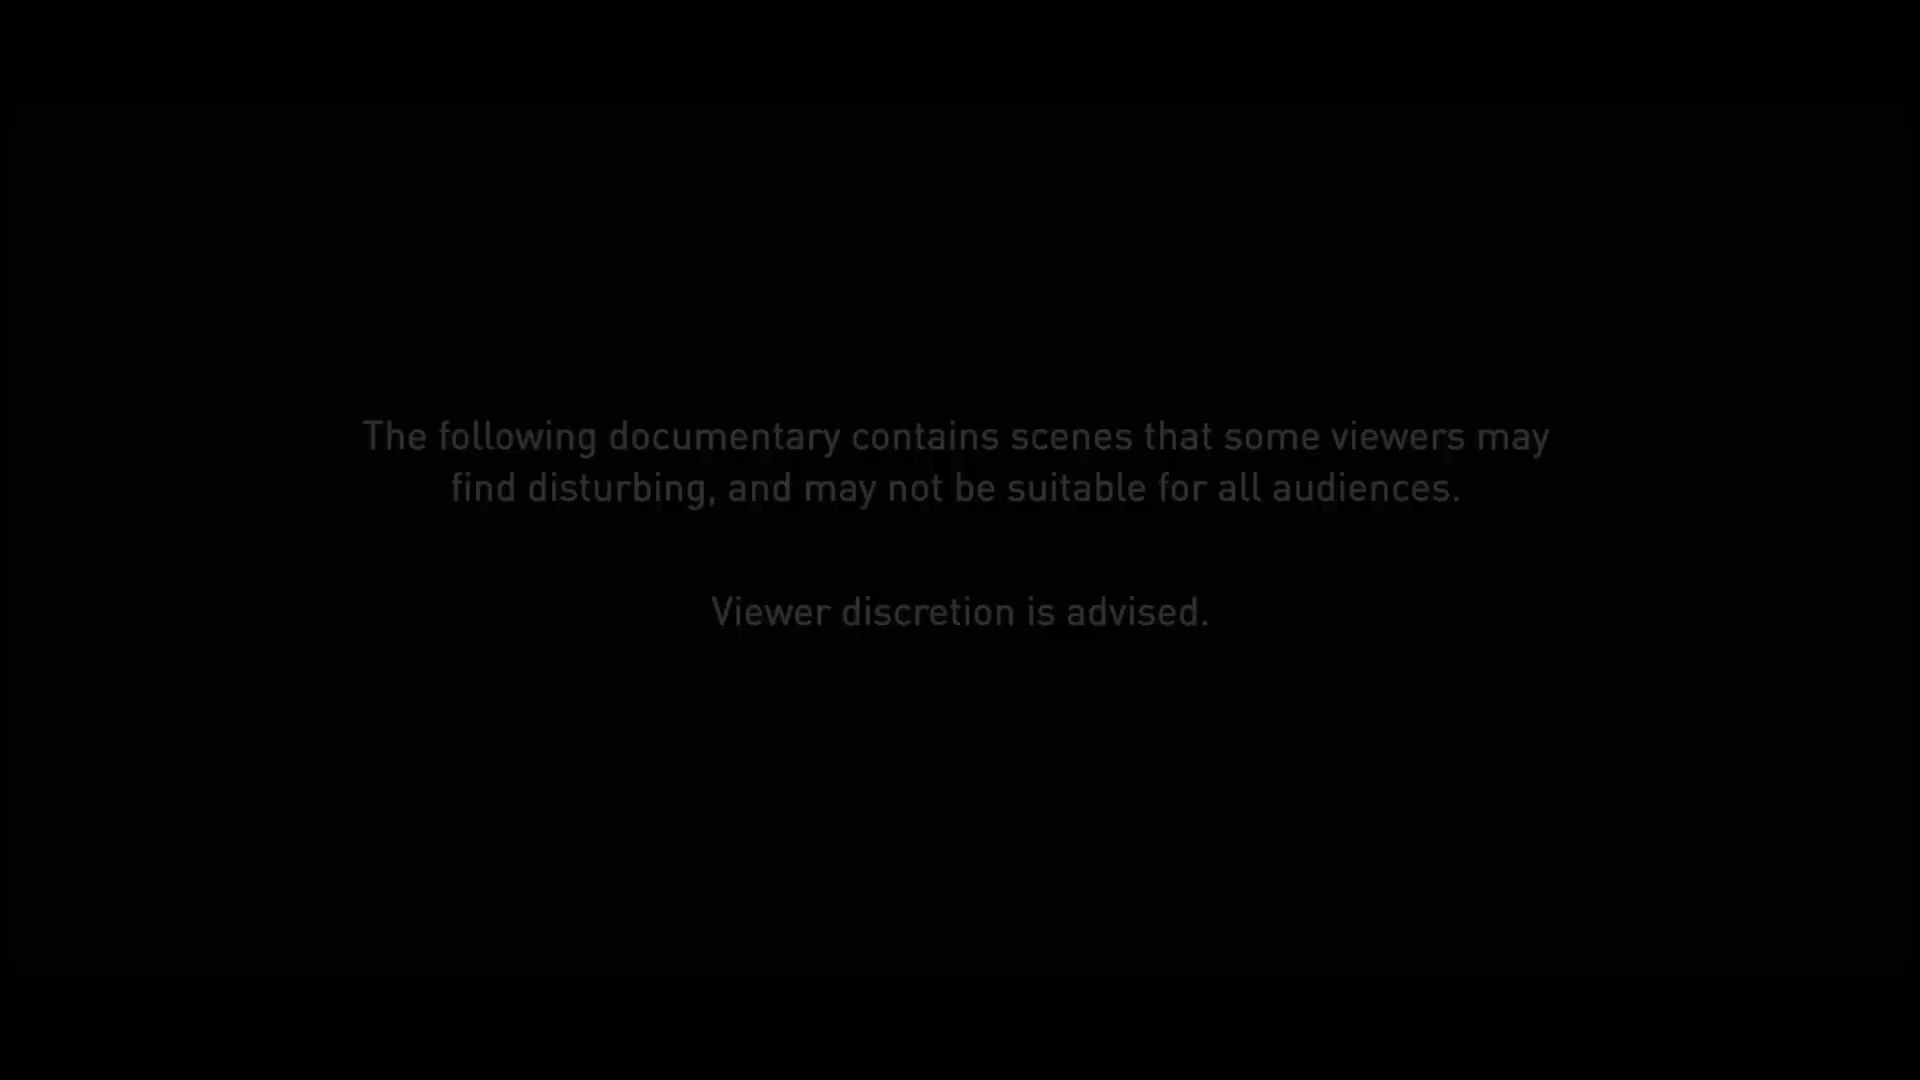 The following documentary contains scenes that some viewers may
find disturbing, and may not be suitable for all audiences.
Viewer discretion is advised.